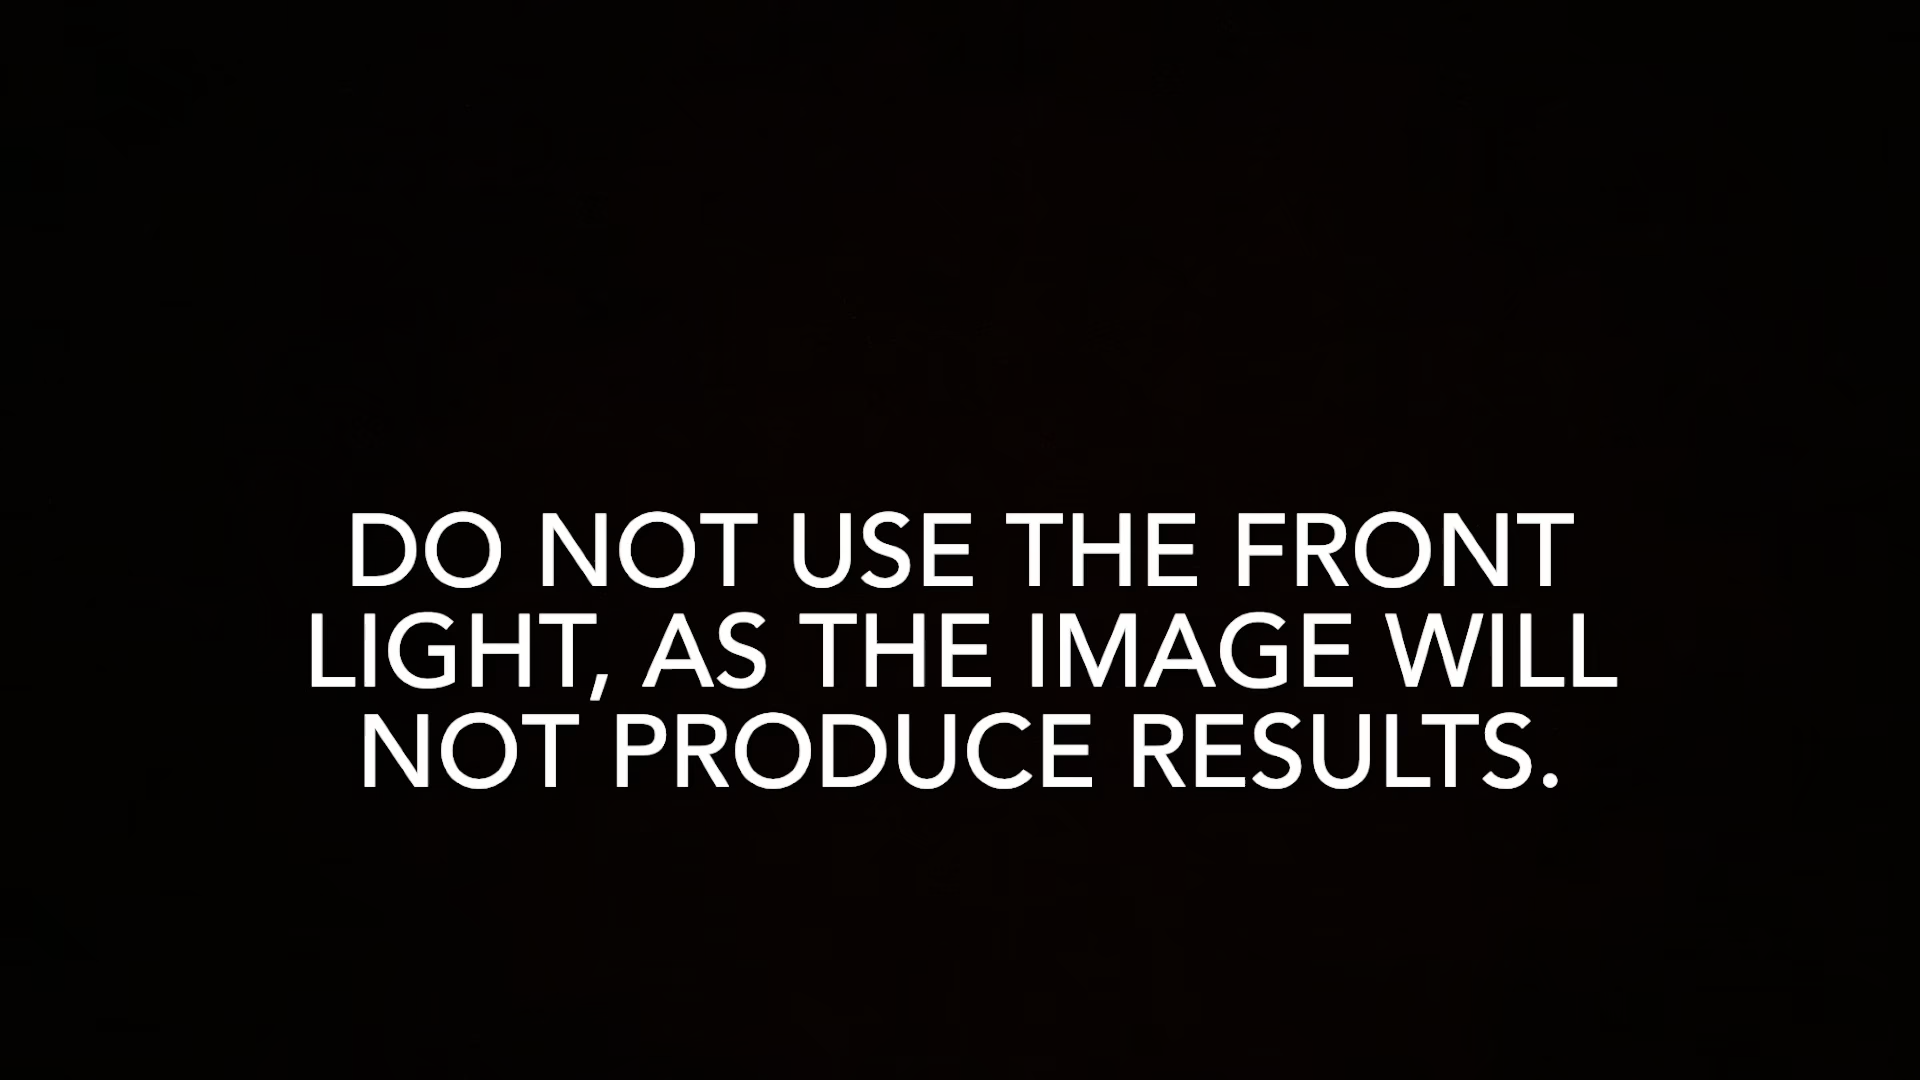 DO NOT USE THE FRONT
LIGHT, AS THE IMAGE WILL
NOT PRODUCE RESULTS.